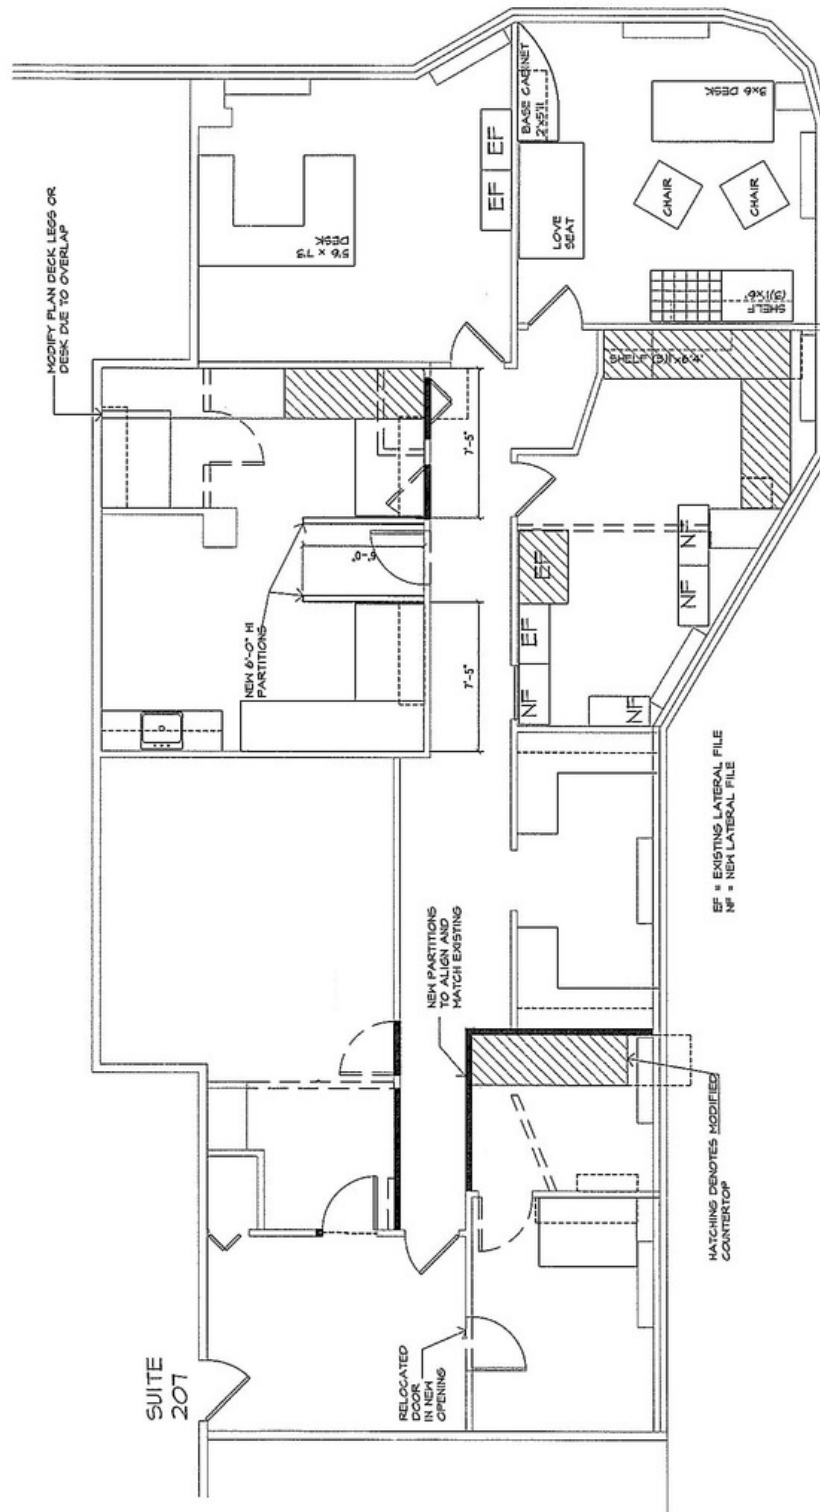 MODIFY PLAN DECK LEGS OR
DESK DUE TO OVERLAP
5'6 x 7'3
DESK
EF
EF
BASE CABINET
2'x5'11
LOVE
SEAT
3x6 DESK
CHAIR
CHAIR
SHELF
(3)1'x6'
SHELF (3)1'x6'4"
7'-5"
6'-0"
NEW 6'-0" HI
PARTITIONS
7'-5"
EF
EF
NF
NF
NF
NF
EF = EXISTING LATERAL FILE
NF = NEW LATERAL FILE
NEW PARTITIONS
TO ALIGN AND
MATCH EXISTING
HATCHING DENOTES MODIFIED
COUNTERTOP
RELOCATED
DOOR
IN NEW
OPENING
SUITE
207